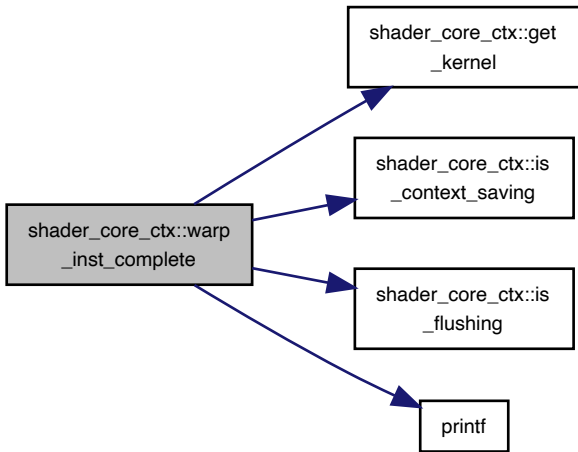 shader_core_ctx::get
_kernel
shader_core_ctx::is
_context_saving
shader_core_ctx::warp
_inst_complete
shader_core_ctx::is
_flushing
printf